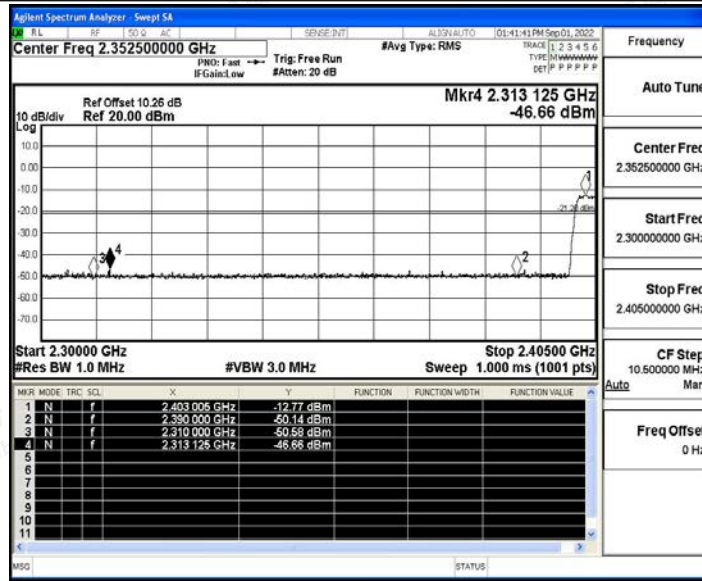 Agilent Spectrum Analyzer - Swept SA
RL RF 50 Ω AC SENSE:INT ALIGN AUTO 01:41:41 PM Sep 01, 2022
Center Freq 2.352500000 GHz
PNO: Fast
IFGain:Low
Trig: Free Run
#Atten: 20 dB
#Avg Type: RMS
TRACE 1 2 3 4 5 6
TYPE M
DET P P P P P P
Frequency
Auto Tune
Ref Offset 10.26 dB
10 dB/div Ref 20.00 dBm
Log
Mkr4 2.313 125 GHz
-46.66 dBm
10.0
0.00
-10.0
-20.0
-30.0
-40.0
-50.0
-60.0
-70.0
1
2
3
4
Start 2.30000 GHz
#Res BW 1.0 MHz
#VBW 3.0 MHz
Stop 2.40500 GHz
Sweep 1.000 ms (1001 pts)
Center Freq
2.352500000 GHz
Start Freq
2.300000000 GHz
Stop Freq
2.405000000 GHz
CF Step
10.500000 MHz
Auto Man
Freq Offset
0 Hz
MKR MODE TRC SCL X Y FUNCTION FUNCTION WIDTH FUNCTION VALUE
1 N f 2.403 005 GHz -12.77 dBm
2 N f 2.390 000 GHz -50.14 dBm
3 N f 2.310 000 GHz -50.58 dBm
4 N f 2.313 125 GHz -46.66 dBm
5
6
7
8
9
10
11
MSG STATUS